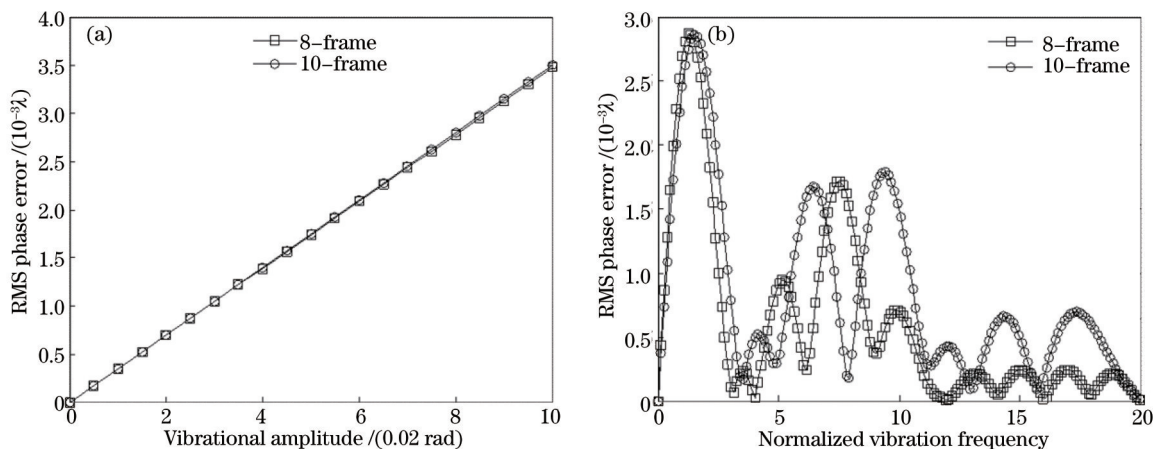 (a)
8-frame
10-frame
RMS phase error /(10⁻³λ)
4.0
3.5
3.0
2.5
2.0
1.5
1.0
0.5
0
0 2 4 6 8 10
Vibrational amplitude /(0.02 rad)
(b)
8-frame
10-frame
RMS phase error /(10⁻³λ)
3.0
2.5
2.0
1.5
1.0
0.5
0
0 5 10 15 20
Normalized vibration frequency